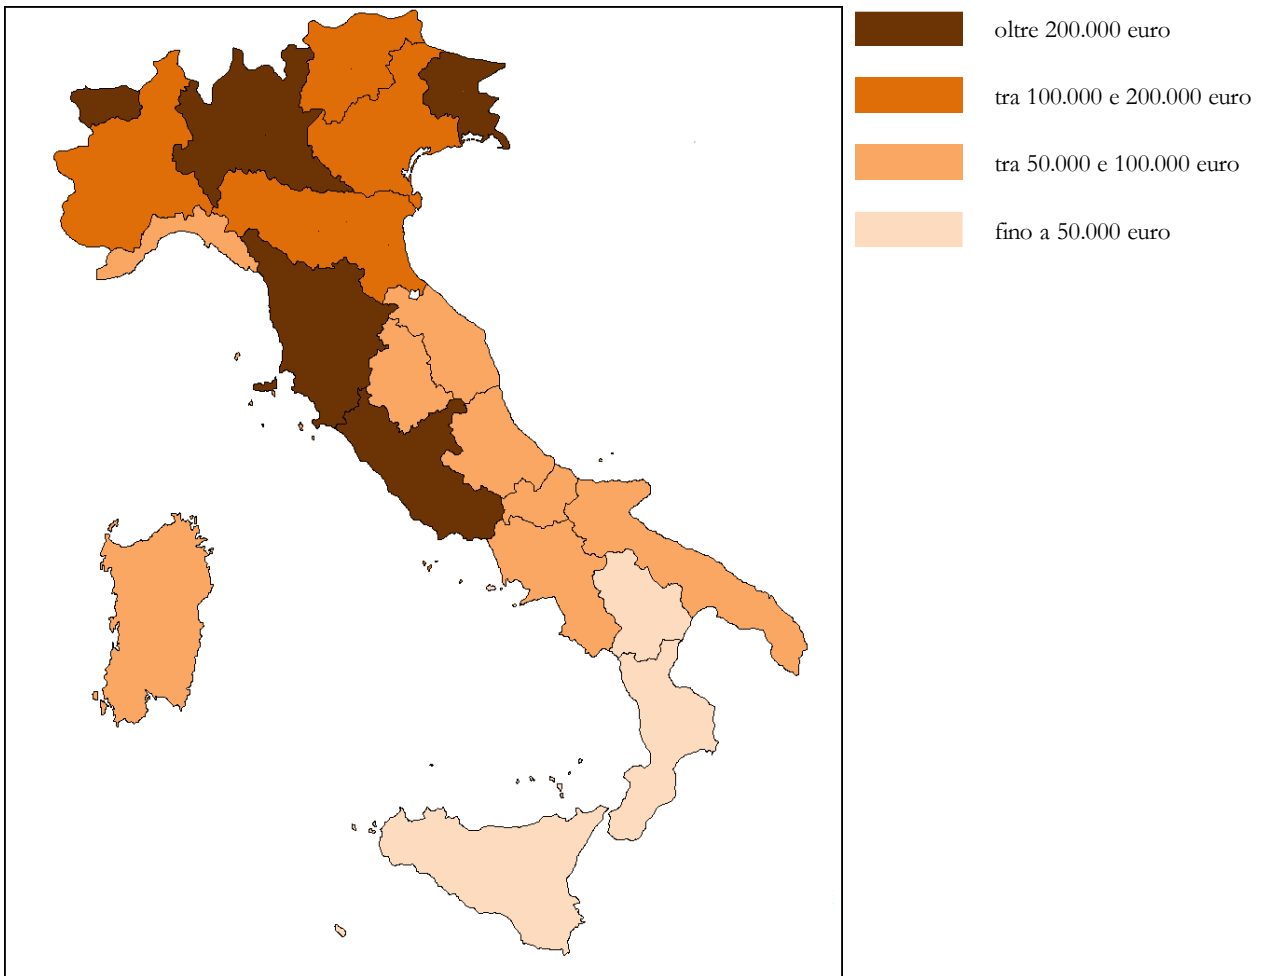 oltre 200.000 euro
tra 100.000 e 200.000 euro
tra 50.000 e 100.000 euro
fino a 50.000 euro